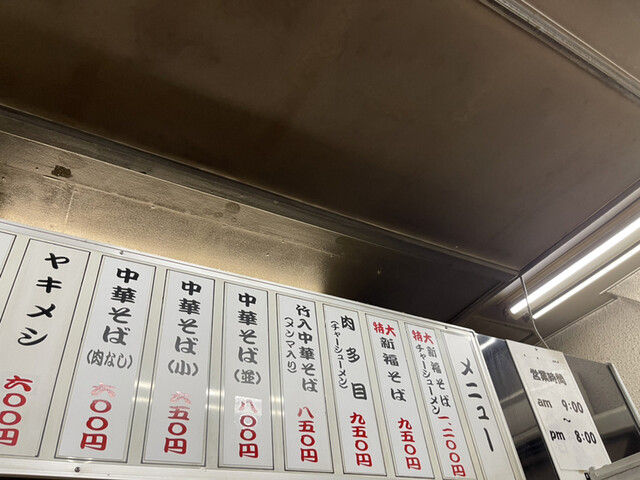 メニュー
特大新福そば
チャーシューメン
一、二〇〇円
特大新福そば
九五〇円
肉多目
(チャーシューメン)
九五〇円
竹入中華そば
(メンマ入り)
八五〇円
中華そば(並)
八〇〇円
中華そば(小)
六五〇円
中華そば(肉なし)
六〇〇円
ヤキメシ
六〇〇円
営業時間
am 9:00
～
pm 8:00